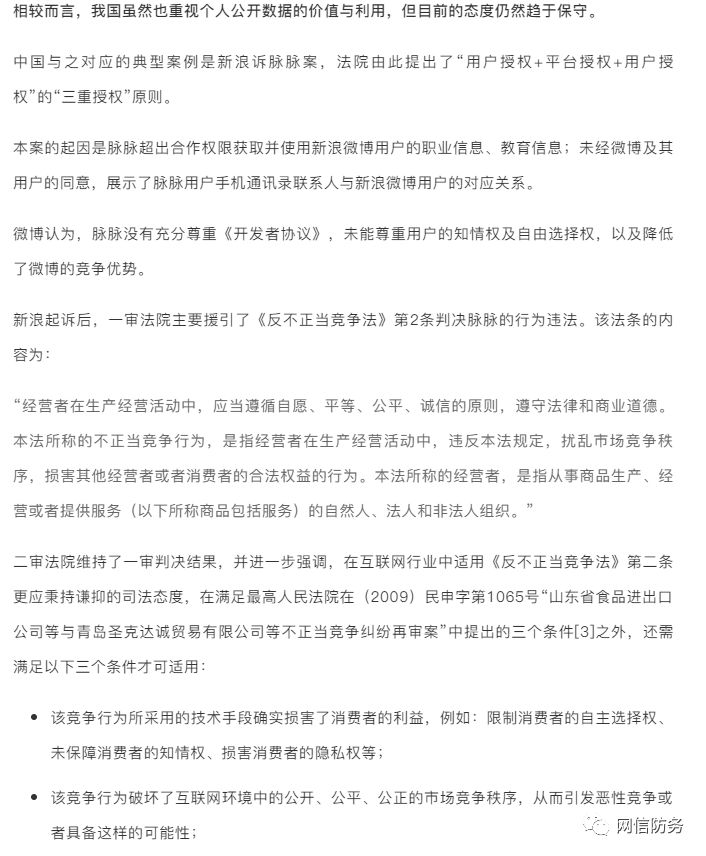 相较而言，我国虽然也重视个人公开数据的价值与利用，但目前的态度仍然趋于保守。
中国与之对应的典型案例是新浪诉脉脉案，法院由此提出了“用户授权+平台授权+用户授
权”的“三重授权”原则。
本案的起因是脉脉超出合作权限获取并使用新浪微博用户的职业信息、教育信息；未经微博及其
用户的同意，展示了脉脉用户手机通讯录联系人与新浪微博用户的对应关系。
微博认为，脉脉没有充分尊重《开发者协议》，未能尊重用户的知情权及自由选择权，以及降低
了微博的竞争优势。
新浪起诉后，一审法院主要援引了《反不正当竞争法》第2条判决脉脉的行为违法。该法条的内
容为：
“经营者在生产经营活动中，应当遵循自愿、平等、公平、诚信的原则，遵守法律和商业道德。
本法所称的不正当竞争行为，是指经营者在生产经营活动中，违反本法规定，扰乱市场竞争秩
序，损害其他经营者或者消费者的合法权益的行为。本法所称的经营者，是指从事商品生产、经
营或者提供服务（以下所称商品包括服务）的自然人、法人和非法人组织。”
二审法院维持了一审判决结果，并进一步强调，在互联网行业中适用《反不正当竞争法》第二条
更应秉持谦抑的司法态度，在满足最高人民法院在（2009）民申字第1065号“山东省食品进出口
公司等与青岛圣克达诚贸易有限公司等不正当竞争纠纷再审案”中提出的三个条件[3]之外，还需
满足以下三个条件才可适用：
• 该竞争行为所采用的技术手段确实损害了消费者的利益，例如：限制消费者的自主选择权、
未保障消费者的知情权、损害消费者的隐私权等；
• 该竞争行为破坏了互联网环境中的公开、公平、公正的市场竞争秩序，从而引发恶性竞争或
者具备这样的可能性；
网信防务